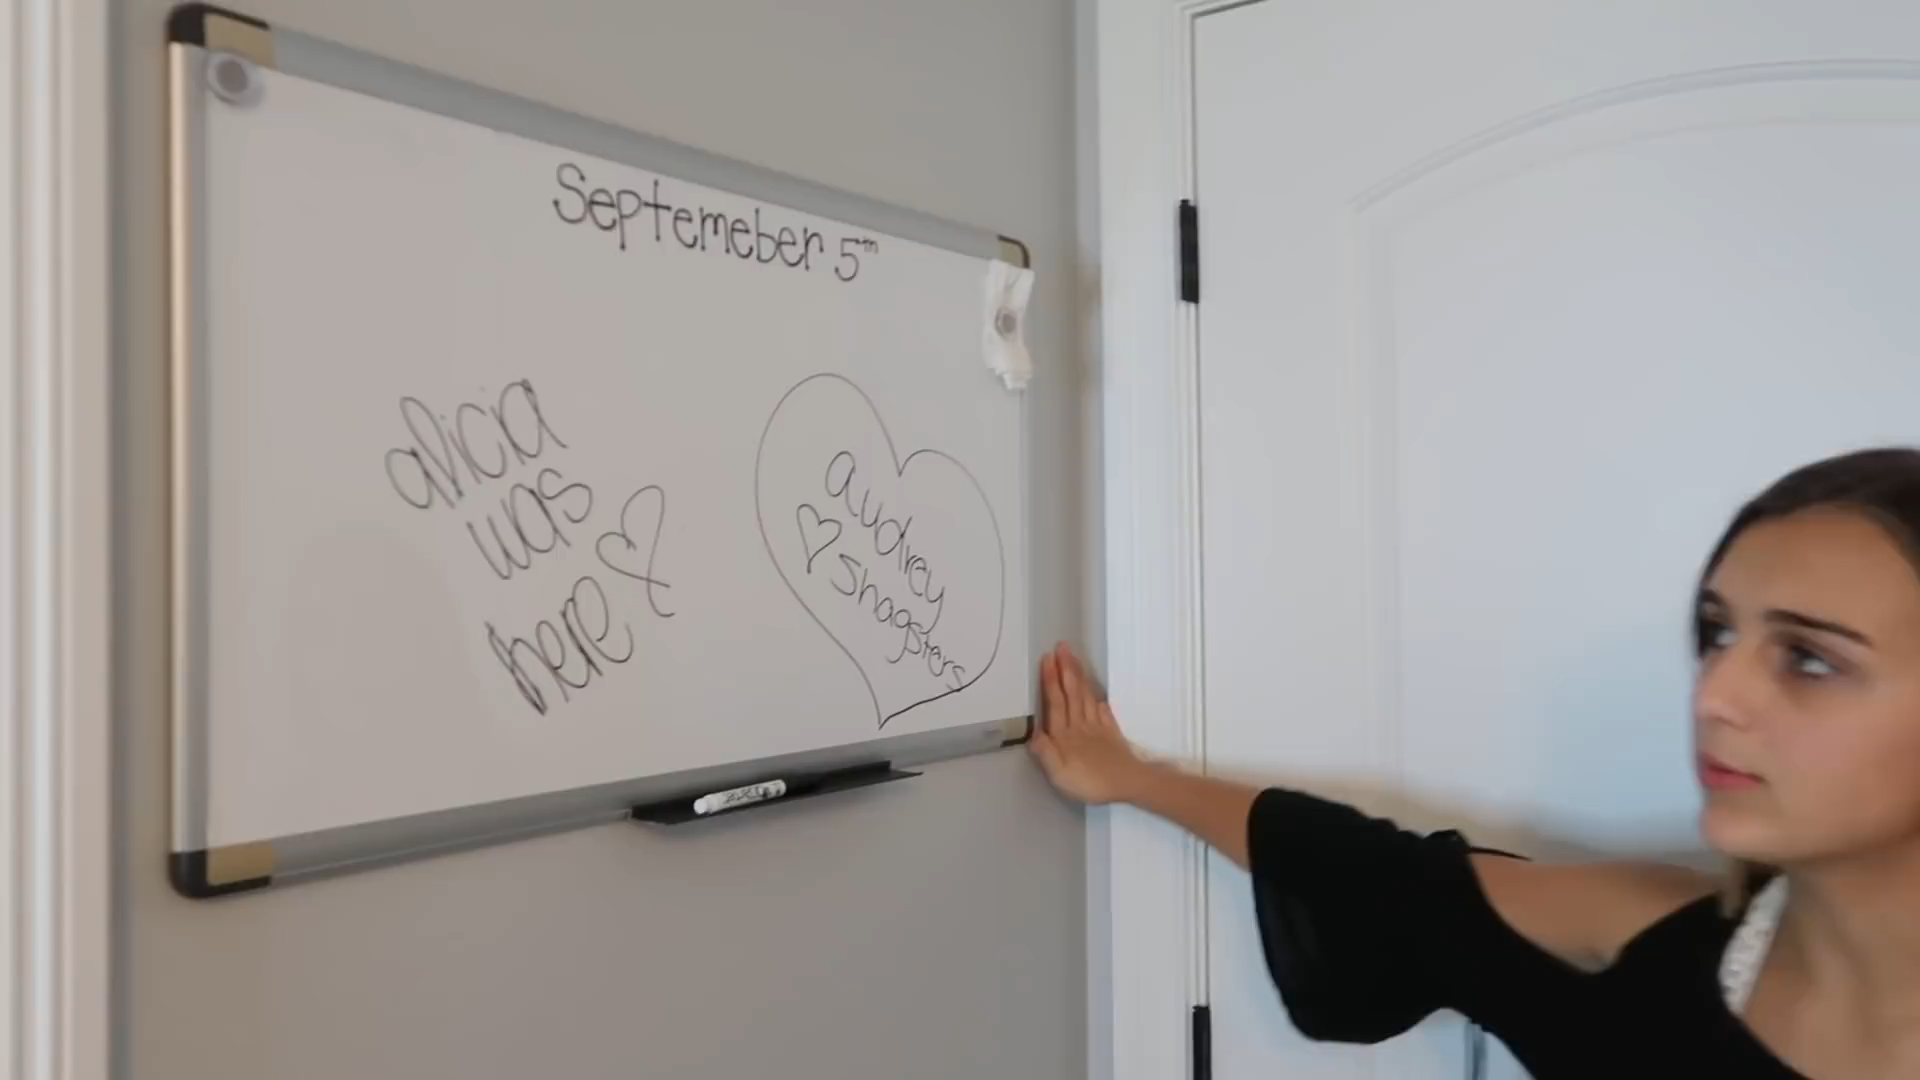 Septemeber 5th
alicia
was
here
audrey
shagsters